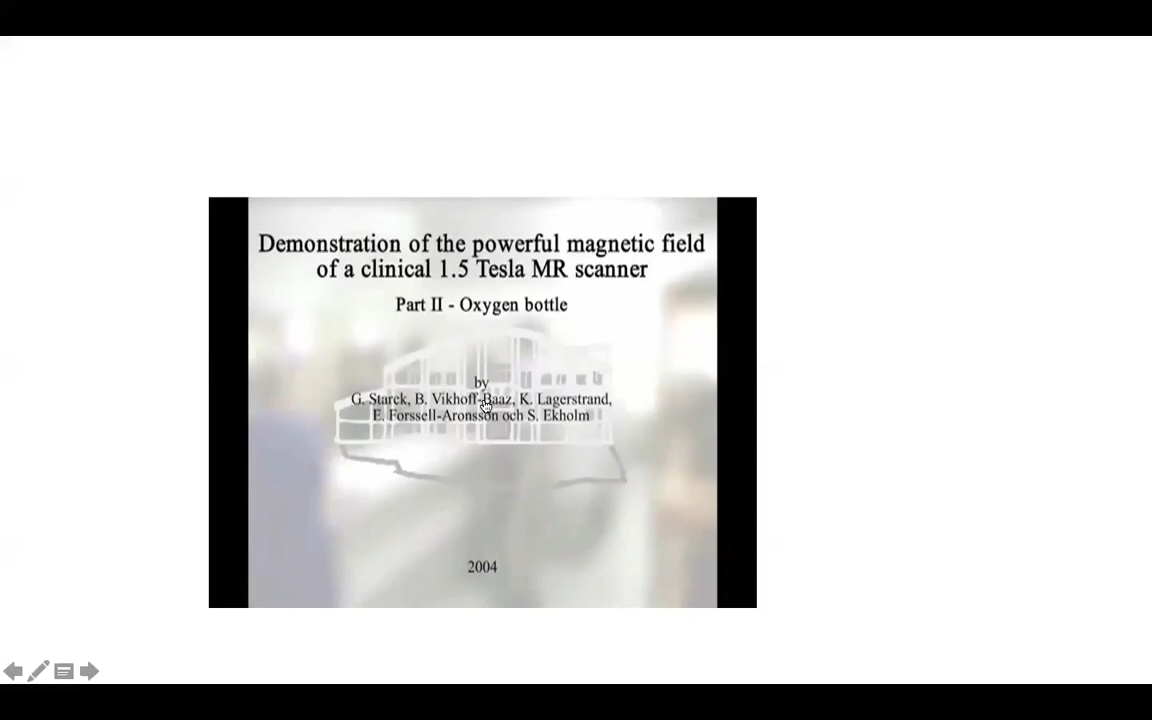 Demonstration of the powerful magnetic field
of a clinical 1.5 Tesla MR scanner
Part II - Oxygen bottle
by
G. Starck, B. Vikhoff-Baaz, K. Lagerstrand,
E. Forssell-Aronsson och S. Ekholm
2004